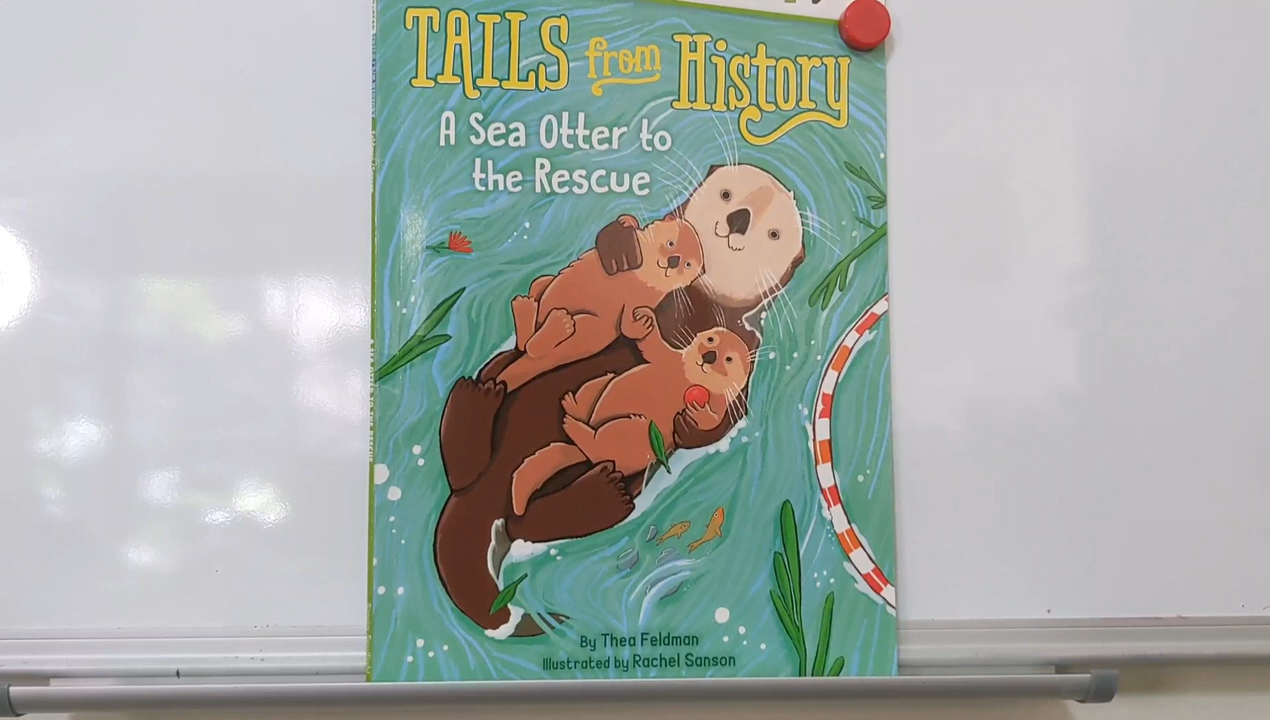 TAILS from History
A Sea Otter to
the Rescue
By Thea Feldman
Illustrated by Rachel Sanson